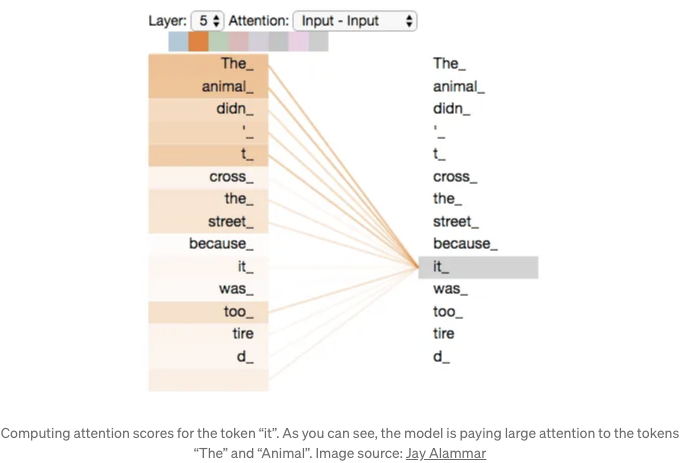 Layer: 5 Attention: Input - Input
The_ The_
animal_ animal_
didn_ didn_
'_ '_
t_ t_
cross_ cross_
the_ the_
street_ street_
because_ because_
it_ it_
was_ was_
too_ too_
tire tire
d_ d_
Computing attention scores for the token “it”. As you can see, the model is paying large attention to the tokens
“The” and “Animal”. Image source: Jay Alammar